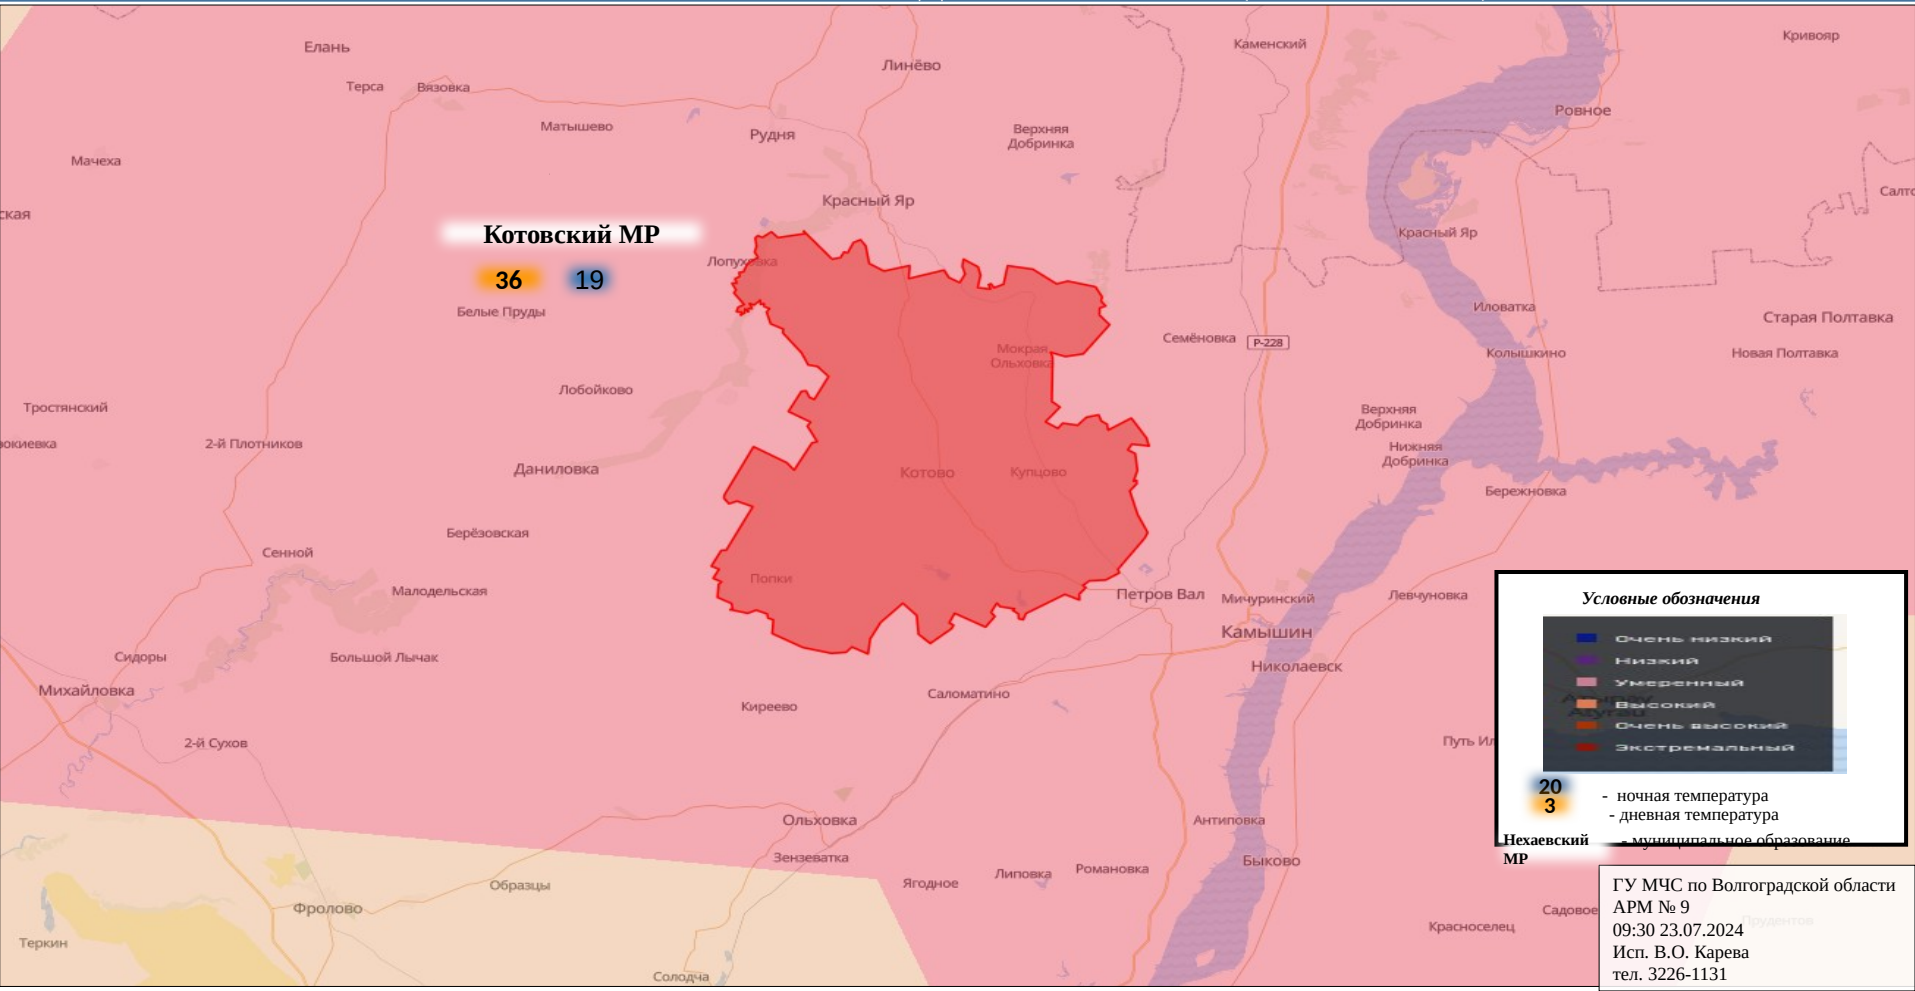 Елань
Каменский
Кривояр
Линёво
Терса
Вязовка
Ровное
Матышево
Рудня
Верхняя
Добринка
Мачеха
Салто
ская
Красный Яр
Котовский МР
Красный Яр
Лопуховка
36 19
Белые Пруды
Иловатка
Старая Полтавка
Семёновка
Р-228
Мокрая
Ольховка
Колышкино
Новая Полтавка
Лобойково
Тростянский
Верхняя
Добринка
2-й Плотников
Нижняя
Добринка
Даниловка
Котово
Купцово
Бережновка
Берёзовская
Сенной
Попки
Малодельская
Петров Вал
Мичуринский
Левчуновка
Камышин
Сидоры
Большой Лычак
Николаевск
Михайловка
Саломатино
Киреево
2-й Сухов
Путь Ил
Ольховка
Антиповка
Зензеватка
Быково
Образцы
Ягодное
Липовка
Романовка
Фролово
Садовое
Прудентов
Красноселец
Теркин
Солодча
Условные обозначения
Очень низкий
Низкий
Умеренный
Высокий
Очень высокий
Экстремальный
20 - ночная температура
3 - дневная температура
Нехаевский
МР
- муниципальное образование
ГУ МЧС по Волгоградской области
АРМ № 9
09:30 23.07.2024
Исп. В.О. Карева
тел. 3226-1131